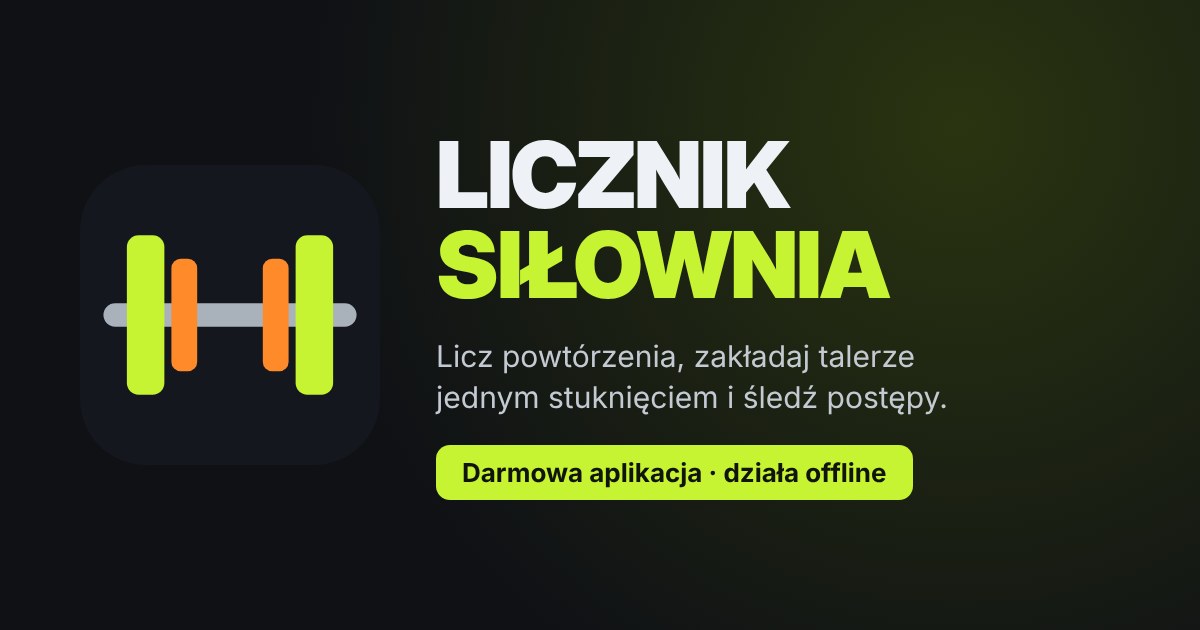 LICZNIK
SIŁOWNIA
Licz powtórzenia, zakładaj talerze
jednym stuknięciem i śledź postępy.
Darmowa aplikacja · działa offline